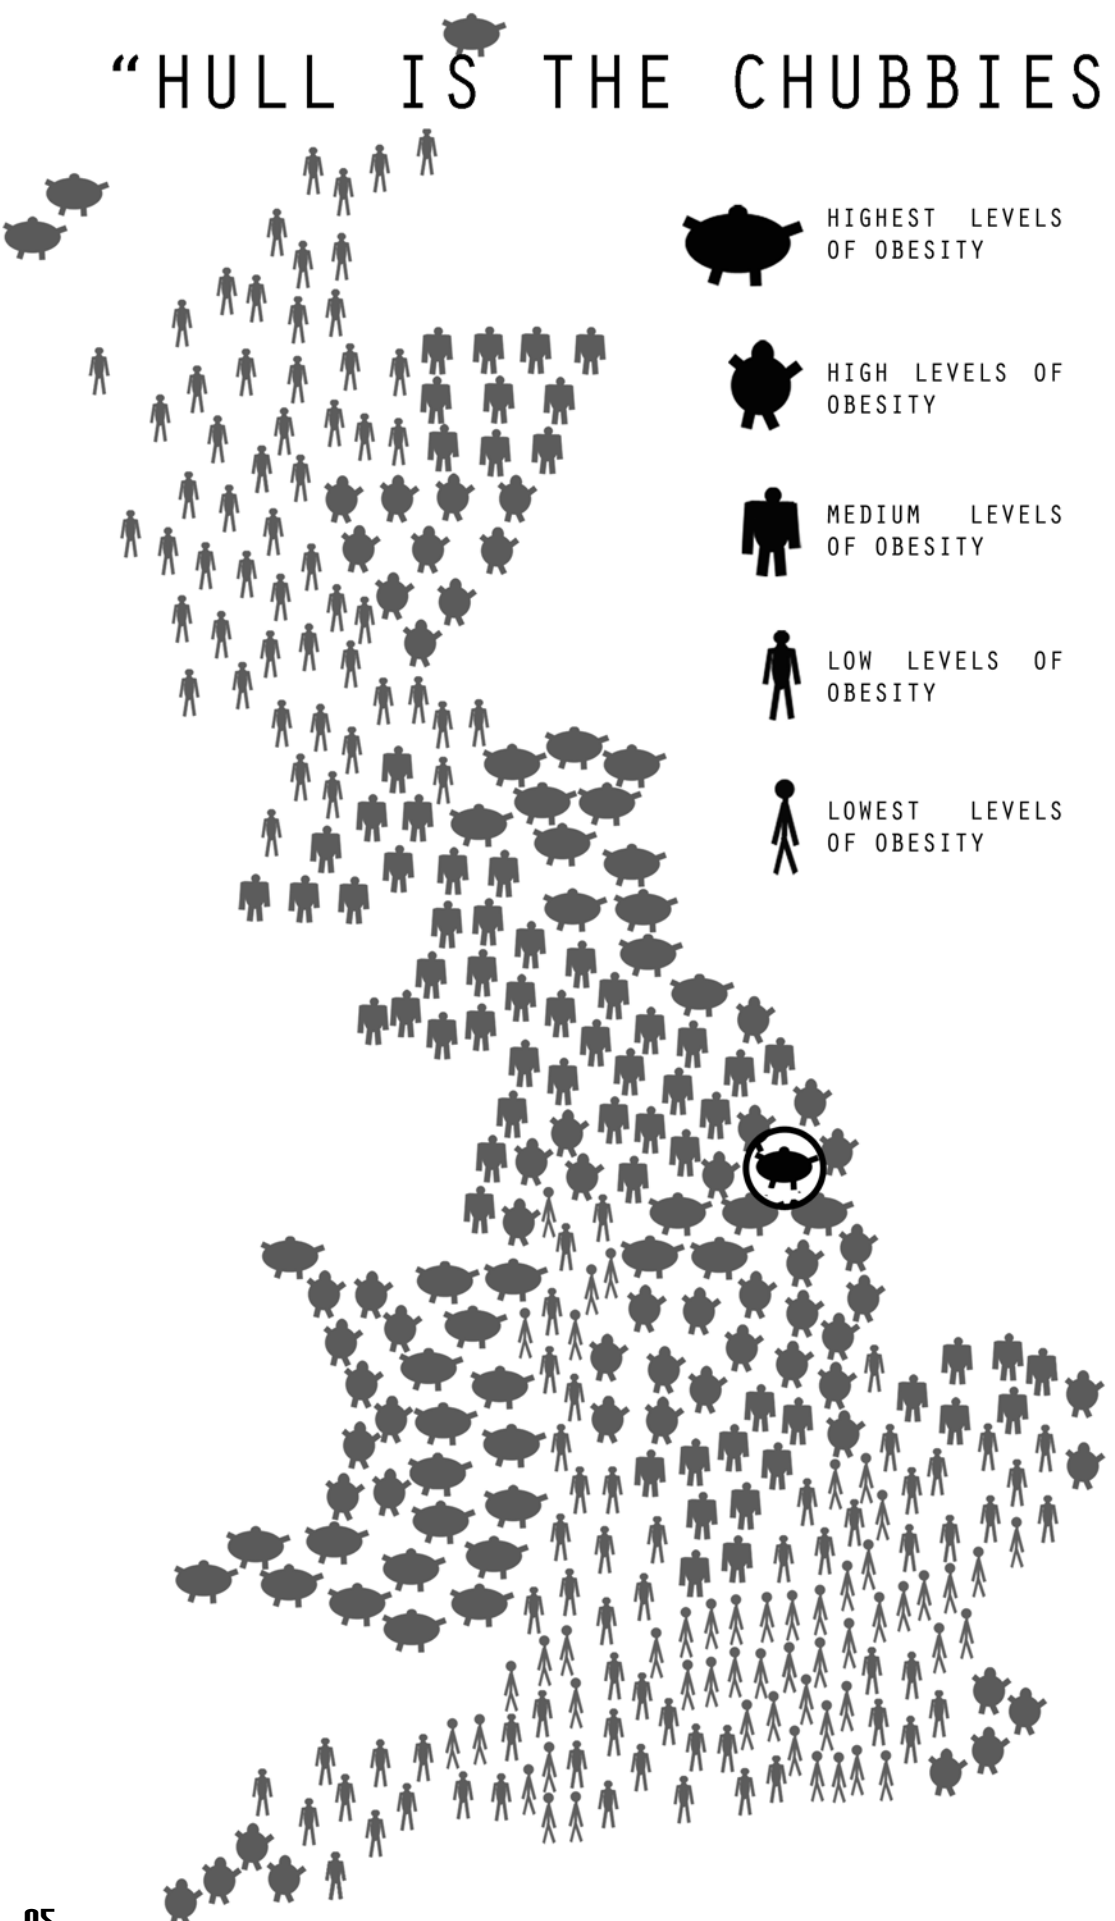 “HULL IS THE CHUBBIES
HIGHEST LEVELS
OF OBESITY
HIGH LEVELS OF
OBESITY
MEDIUM LEVELS
OF OBESITY
LOW LEVELS OF
OBESITY
LOWEST LEVELS
OF OBESITY